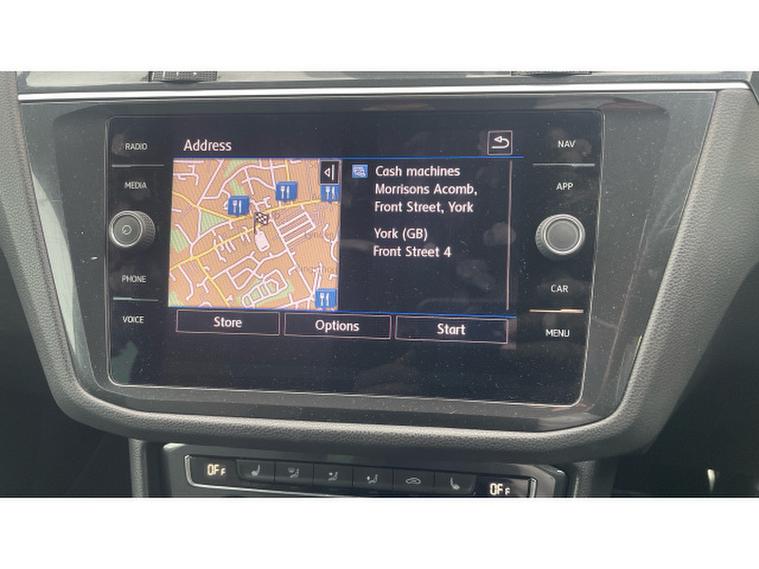 Address
RADIO
MEDIA
PHONE
VOICE
NAV
APP
CAR
MENU
Cash machines
Morrisons Acomb,
Front Street, York
York (GB)
Front Street 4
Store
Options
Start
OFF
OFF